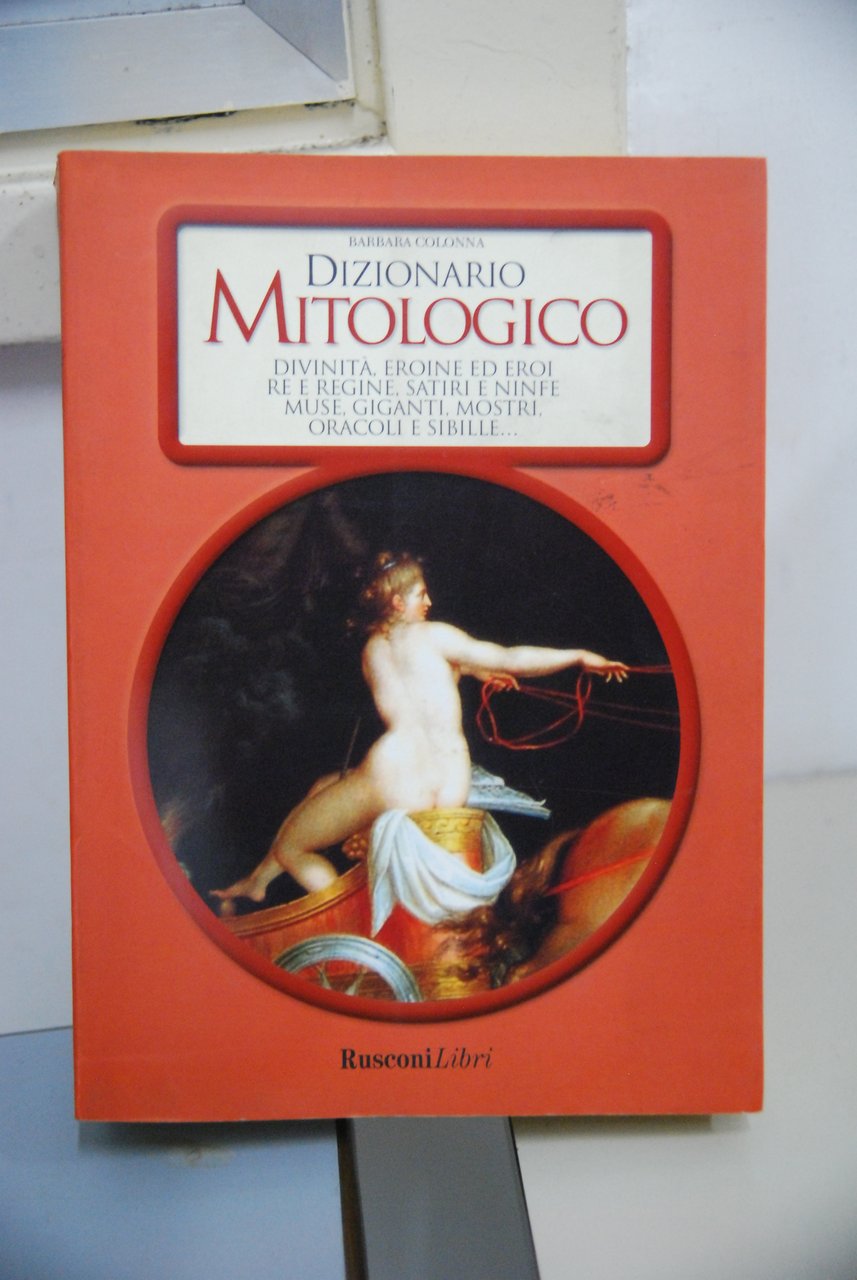 BARBARA COLONNA
DIZIONARIO
MITOLOGICO
DIVINITÀ, EROINE ED EROI
RE E REGINE, SATIRI E NINFE
MUSE, GIGANTI, MOSTRI,
ORACOLI E SIBILLE...
RusconiLibri